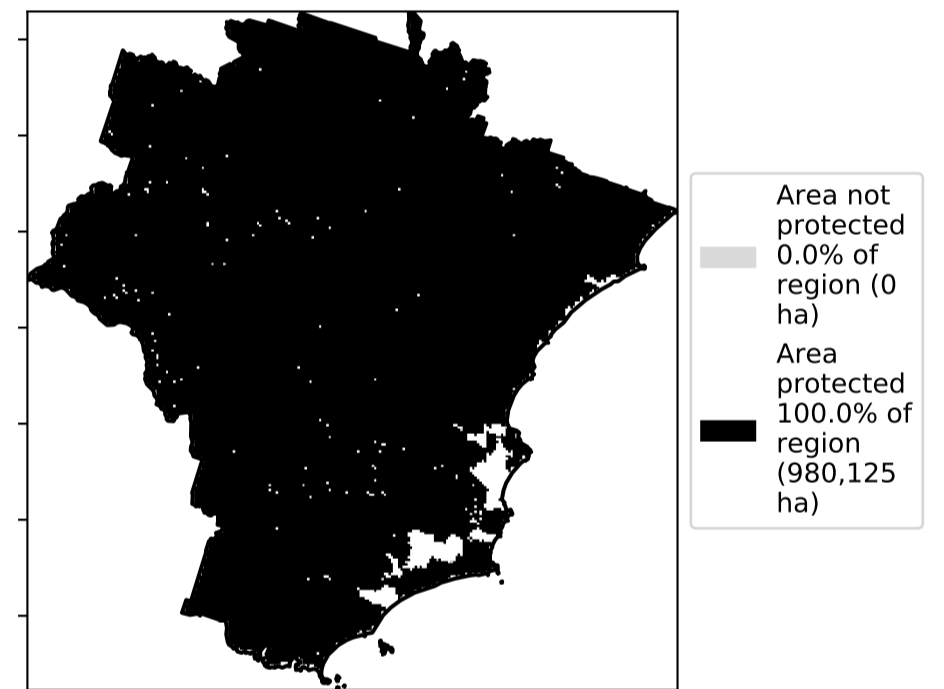 Area not
protected
0.0% of
region (0
ha)
Area
protected
100.0% of
region
(980,125
ha)